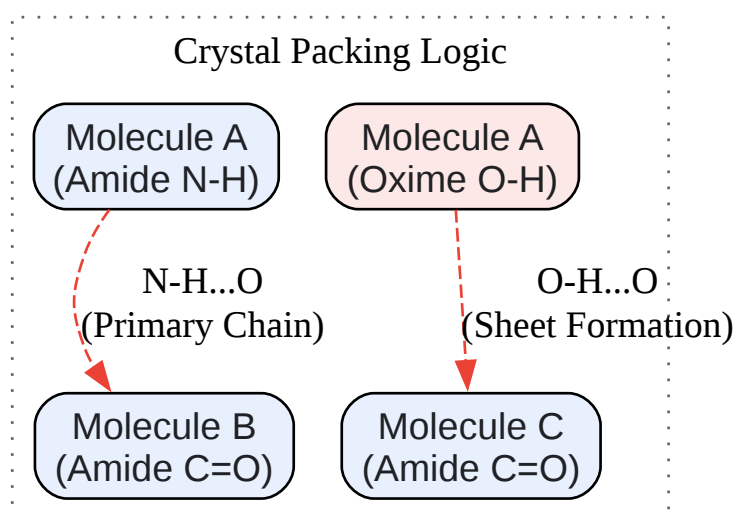 Crystal Packing Logic
Molecule A
(Amide N-H)
Molecule A
(Oxime O-H)
N-H...O
(Primary Chain)
O-H...O
(Sheet Formation)
Molecule B
(Amide C=O)
Molecule C
(Amide C=O)